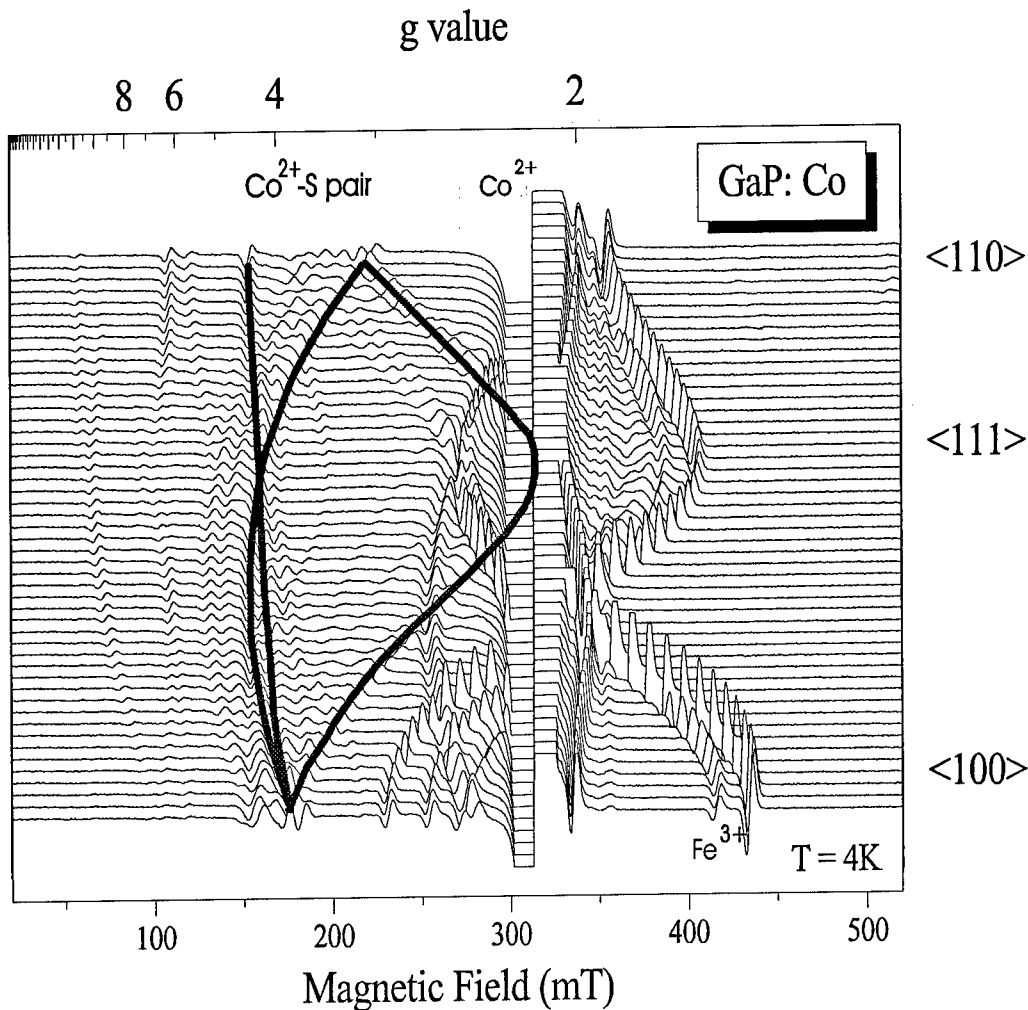 g value
8 6 4 2
Co2+-S pair
Co2+
GaP: Co
<110>
<111>
<100>
Fe3+
T = 4K
100 200 300 400 500
Magnetic Field (mT)